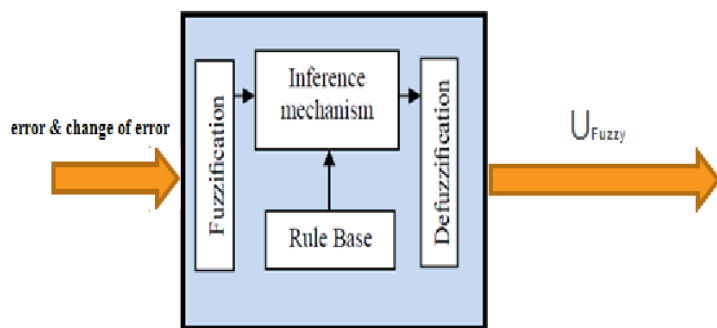 error & change of error
Fuzzification
Inference
mechanism
Rule Base
Defuzzification
UFuzzy